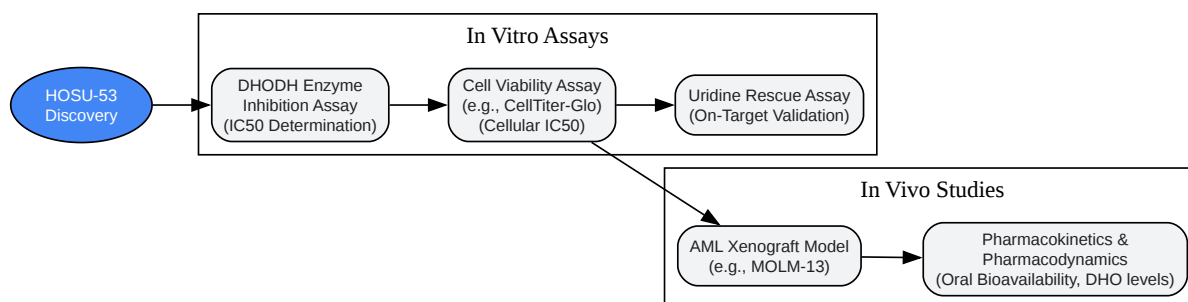 In Vitro Assays
HOSU-53
Discovery
DHODH Enzyme
Inhibition Assay
(IC50 Determination)
Cell Viability Assay
(e.g., CellTiter-Glo)
(Cellular IC50)
Uridine Rescue Assay
(On-Target Validation)
In Vivo Studies
AML Xenograft Model
(e.g., MOLM-13)
Pharmacokinetics &
Pharmacodynamics
(Oral Bioavailability, DHO levels)